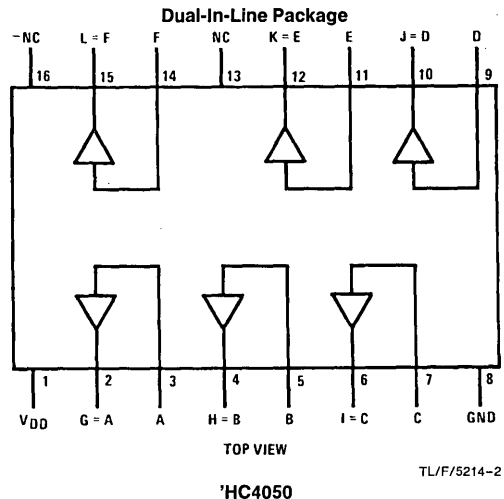 Dual-In-Line Package
NC L = F F NC K = E E J = D D
16 15 14 13 12 11 10 9
1 2 3 4 5 6 7 8
VDD G = A A H = B B I = C C GND
TOP VIEW
TL/F/5214-2
'HC4050